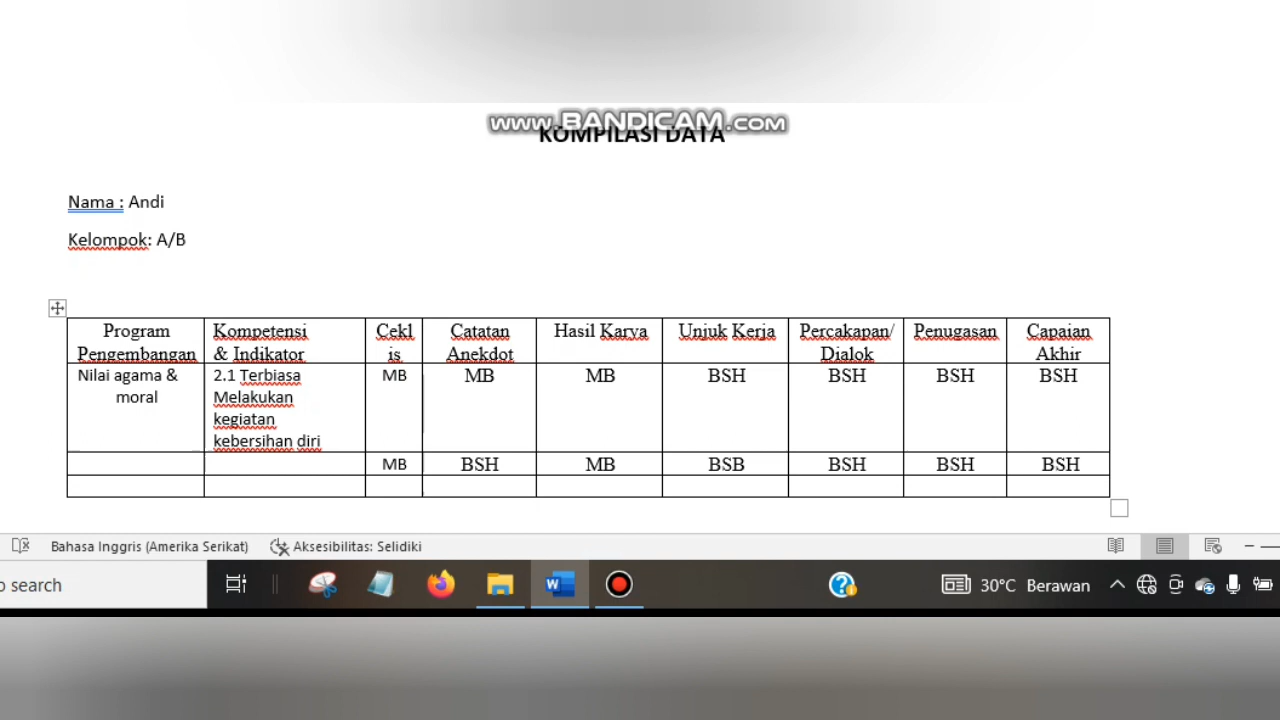 www.BANDICAM.com
KOMPILASI DATA
Nama : Andi
Kelompok: A/B
Program Pengembangan Kompetensi & Indikator Cekl is Catatan Anekdot Hasil Karya Unjuk Kerja Percakapan/ Dialok Penugasan Capaian Akhir
Nilai agama & moral 2.1 Terbiasa Melakukan kegiatan kebersihan diri MB MB MB BSH BSH BSH BSH
MB BSH MB BSB BSH BSH BSH
Bahasa Inggris (Amerika Serikat) Aksesibilitas: Selidiki
o search 30°C Berawan